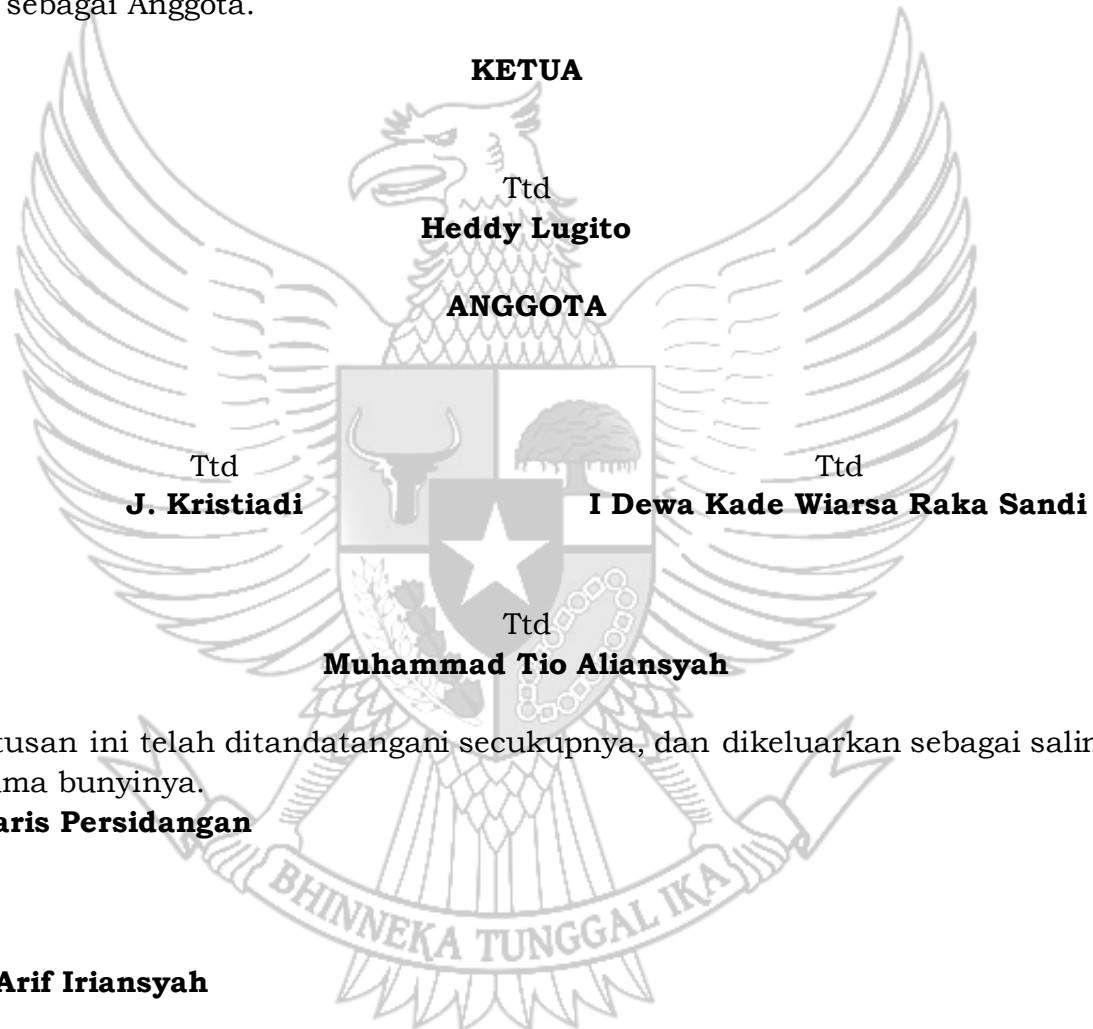 sebagai Anggota.
KETUA
Ttd
Heddy Lugito
ANGGOTA
Ttd Ttd
J. Kristiadi I Dewa Kade Wiarsa Raka Sandi
Ttd
Muhammad Tio Aliansyah
tusan ini telah ditandatangani secukupnya, dan dikeluarkan sebagai salin
ma bunyinya.
aris Persidangan
BHINNEKA TUNGGAL IKA
Arif Iriansyah